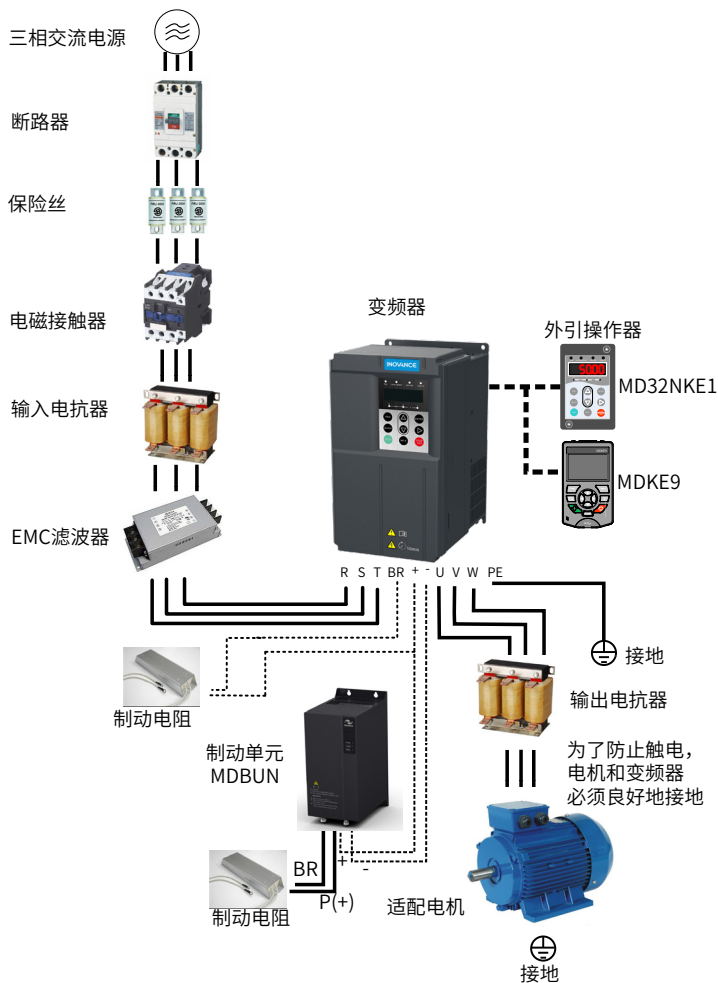 三相交流电源
断路器
保险丝
电磁接触器
输入电抗器
EMC滤波器
变频器
INOVANCE
外引操作器
5000
MD32NKE1
MDKE9
R S T BR + - U V W PE
接地
制动电阻
输出电抗器
制动单元
MDBUN
为了防止触电，
电机和变频器
必须良好地接地
BR
+
-
P(+)
制动电阻
适配电机
接地